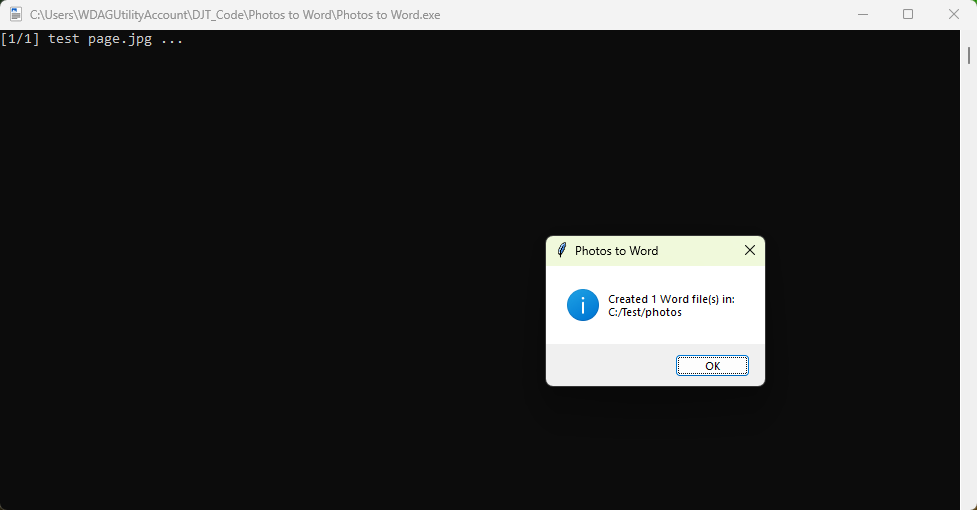 C:\Users\WDAGUtilityAccount\DJT_Code\Photos to Word\Photos to Word.exe
[1/1] test page.jpg ...
Photos to Word
Created 1 Word file(s) in:
C:/Test/photos
OK